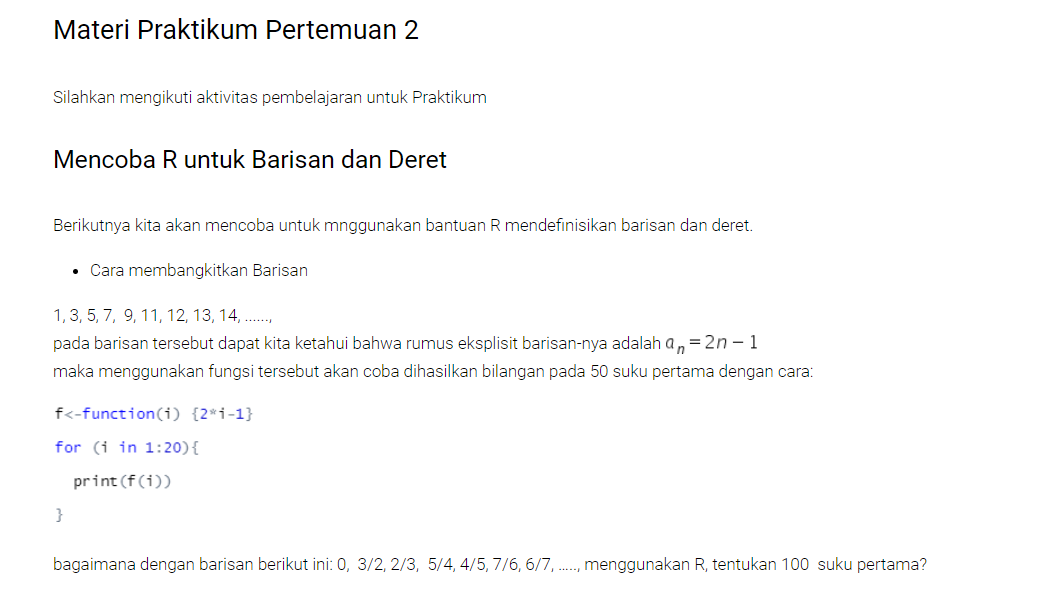 Materi Praktikum Pertemuan 2
Silahkan mengikuti aktivitas pembelajaran untuk Praktikum
Mencoba R untuk Barisan dan Deret
Berikutnya kita akan mencoba untuk mnggunakan bantuan R mendefinisikan barisan dan deret.
• Cara membangkitkan Barisan
1, 3, 5, 7,  9, 11, 12, 13, 14, ......,
pada barisan tersebut dapat kita ketahui bahwa rumus eksplisit barisan-nya adalah aₙ = 2n − 1
maka menggunakan fungsi tersebut akan coba dihasilkan bilangan pada 50 suku pertama dengan cara:
f<-function(i) {2*i-1}
for (i in 1:20){
  print(f(i))
}
bagaimana dengan barisan berikut ini: 0,  3/2, 2/3,  5/4, 4/5, 7/6, 6/7, ....., menggunakan R, tentukan 100  suku pertama?